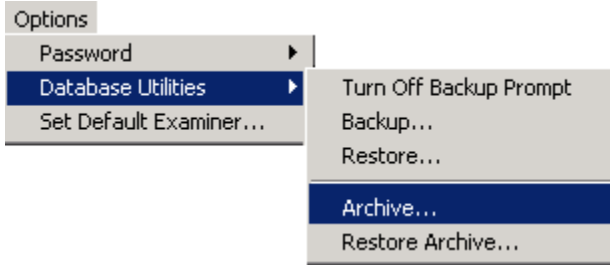 Options
Password
Database Utilities
Set Default Examiner...
Turn Off Backup Prompt
Backup...
Restore...
Archive...
Restore Archive...